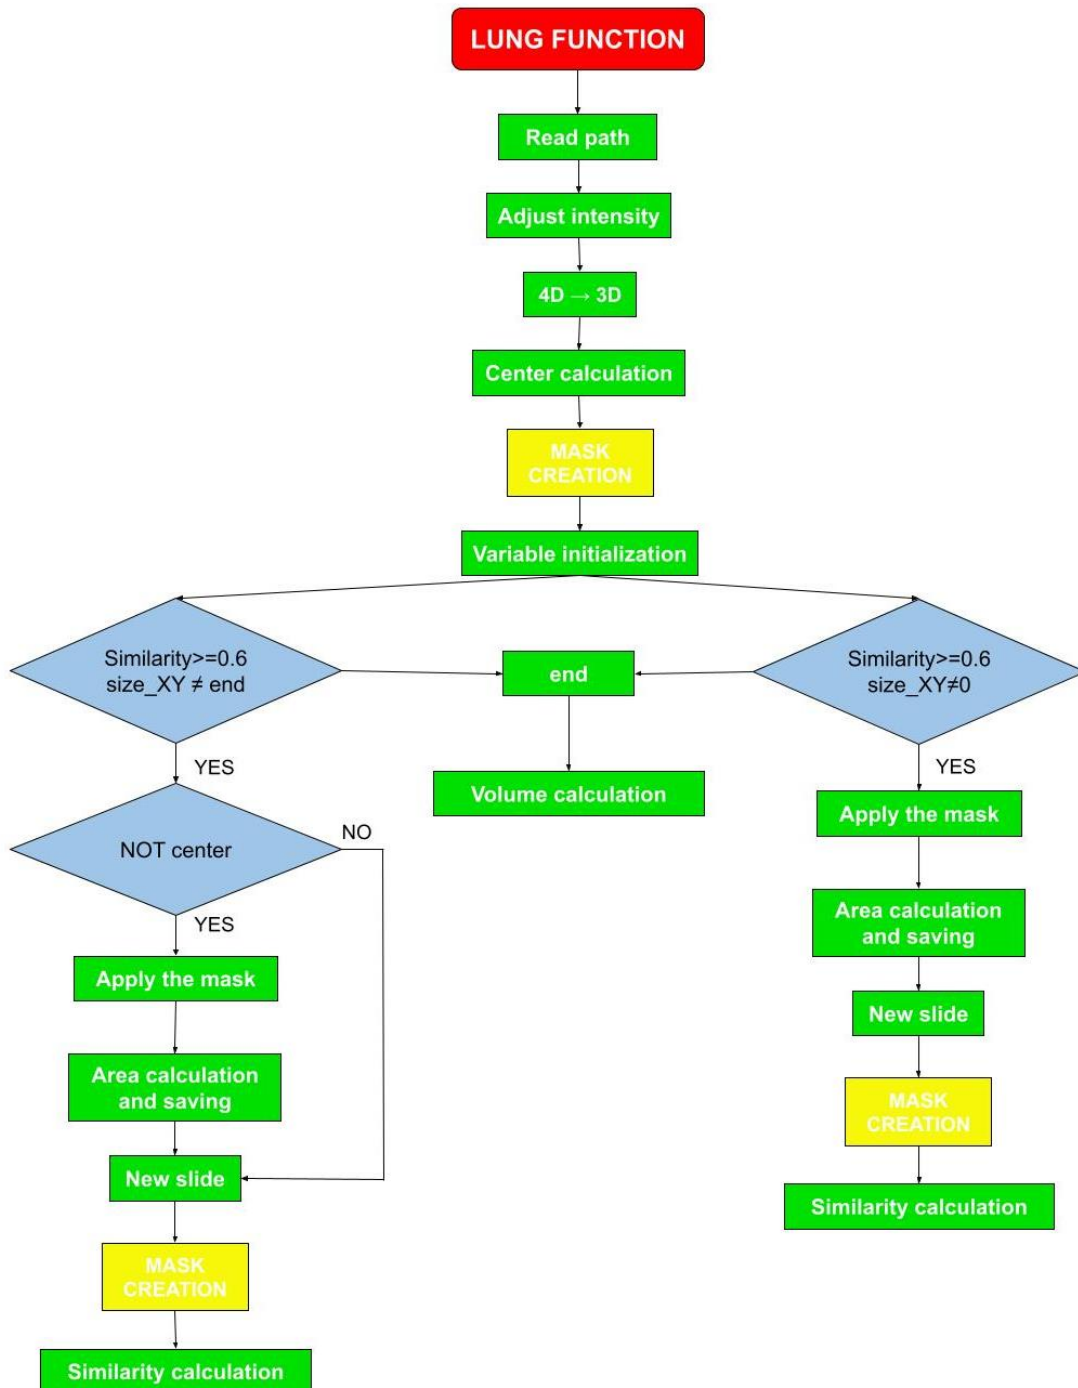 LUNG FUNCTION
Read path
Adjust intensity
4D → 3D
Center calculation
MASK
CREATION
Variable initialization
Similarity>=0.6
size_XY ≠ end
end
Similarity>=0.6
size_XY≠0
YES
Volume calculation
YES
Apply the mask
NOT center
NO
YES
Area calculation
and saving
Apply the mask
New slide
Area calculation
and saving
MASK
CREATION
New slide
Similarity calculation
MASK
CREATION
Similarity calculation